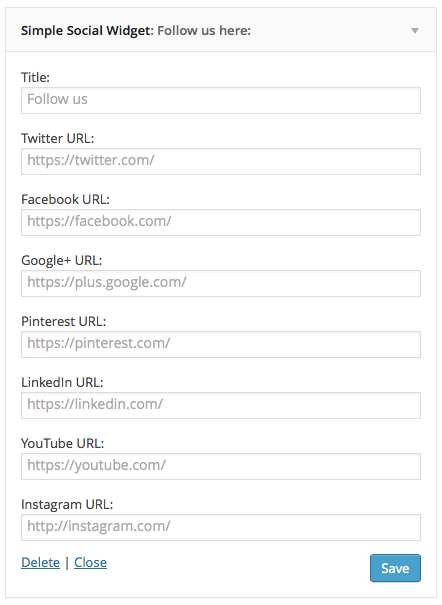 Simple Social Widget: Follow us here:
Title:
Follow us
Twitter URL:
https://twitter.com/
Facebook URL:
https://facebook.com/
Google+ URL:
https://plus.google.com/
Pinterest URL:
https://pinterest.com/
LinkedIn URL:
https://linkedin.com/
YouTube URL:
https://youtube.com/
Instagram URL:
http://instagram.com/
Delete | Close Save